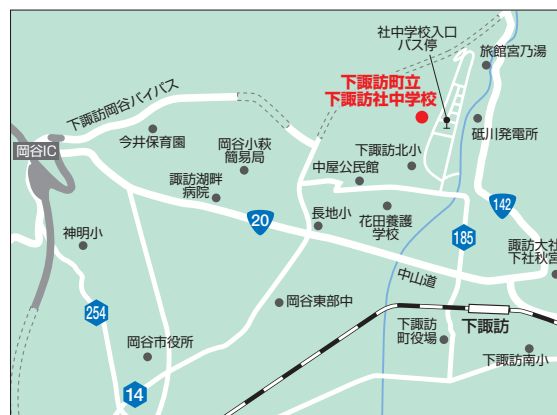 社中学校入口
バス停
旅館宮乃湯
下諏訪町立
下諏訪社中学校
下諏訪岡谷バイパス
砥川発電所
今井保育園
岡谷小萩
簡易局
岡谷IC
下諏訪北小
中屋公民館
諏訪湖畔
病院
142
20
長地小
花田養護
学校
185
神明小
諏訪大社
下社秋宮
中山道
254
岡谷東部中
下諏訪
下諏訪
町役場
岡谷市役所
下諏訪南小
14